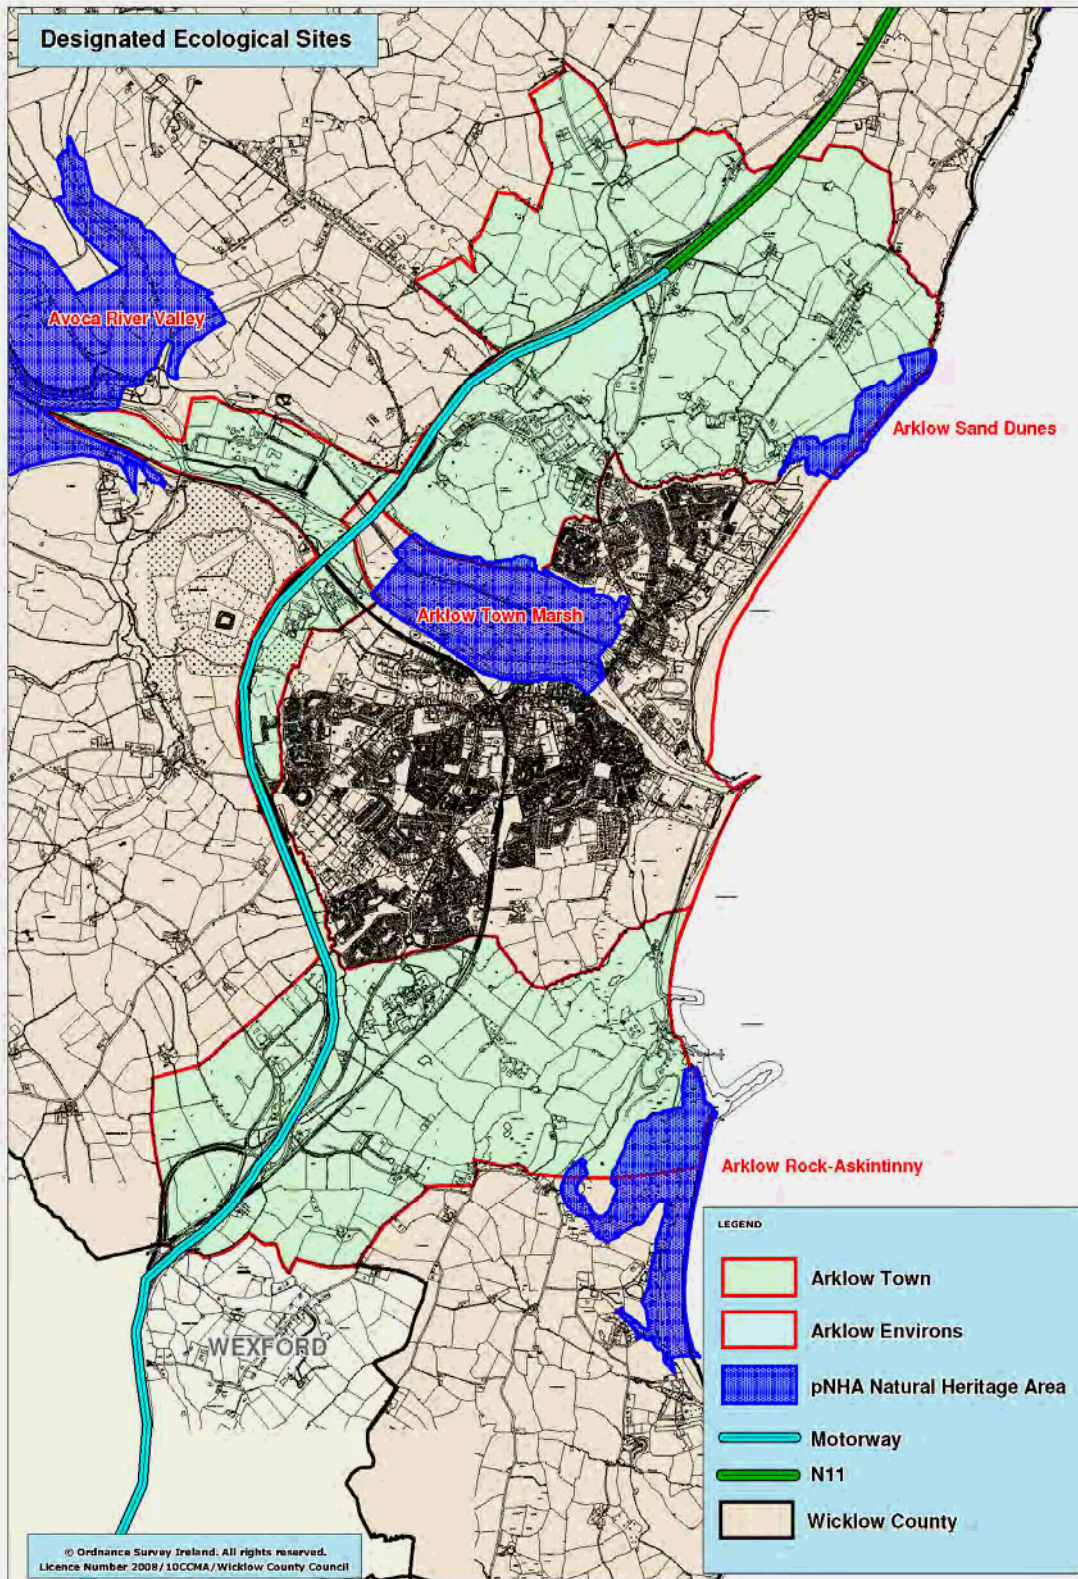 Designated Ecological Sites
Avoca River Valley
Arklow Sand Dunes
Arklow Town Marsh
Arklow Rock-Askintinny
WEXFORD
LEGEND
Arklow Town
Arklow Environs
pNHA Natural Heritage Area
Motorway
N11
Wicklow County
© Ordnance Survey Ireland. All rights reserved.
Licence Number 2008/10CCMA/Wicklow County Council